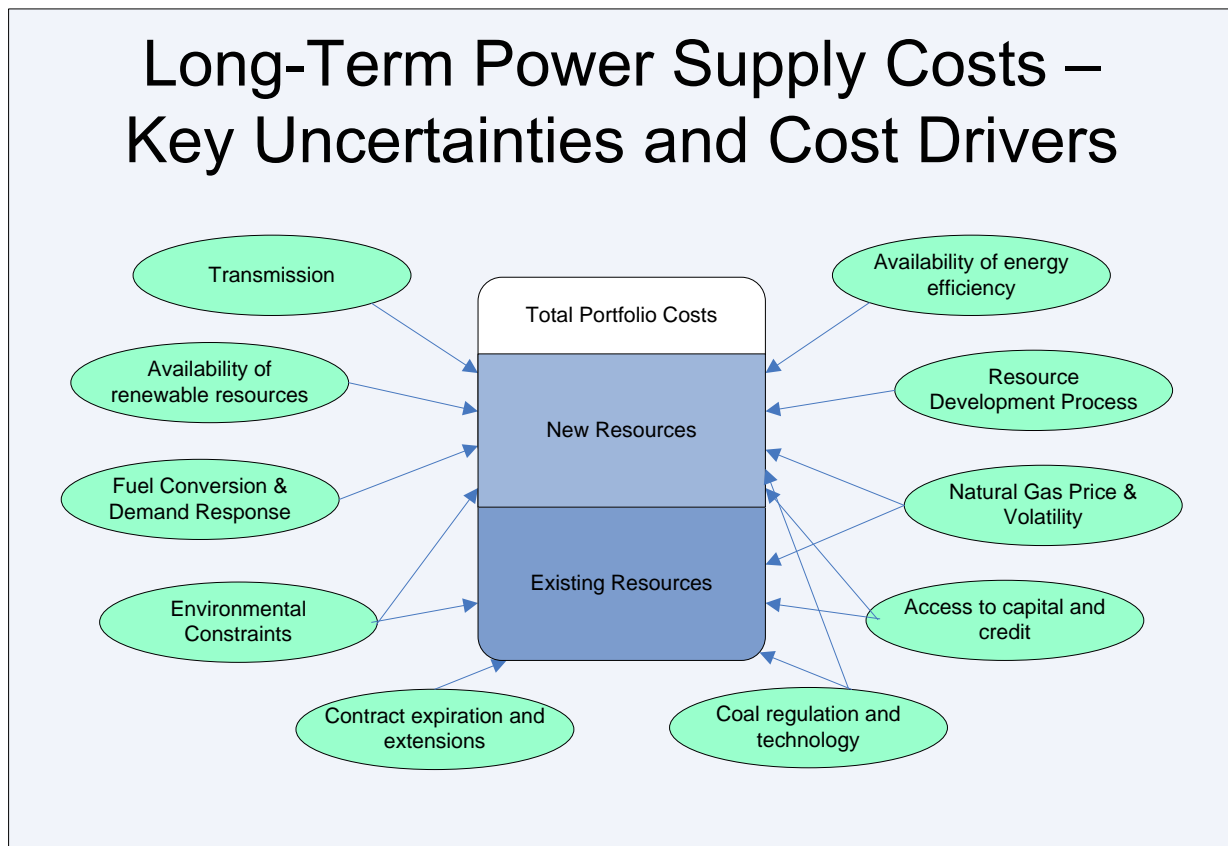 Long-Term Power Supply Costs –
Key Uncertainties and Cost Drivers
Transmission
Availability of energy
efficiency
Total Portfolio Costs
Availability of
renewable resources
Resource
Development Process
New Resources
Fuel Conversion &
Demand Response
Natural Gas Price &
Volatility
Existing Resources
Environmental
Constraints
Access to capital and
credit
Contract expiration and
extensions
Coal regulation and
technology